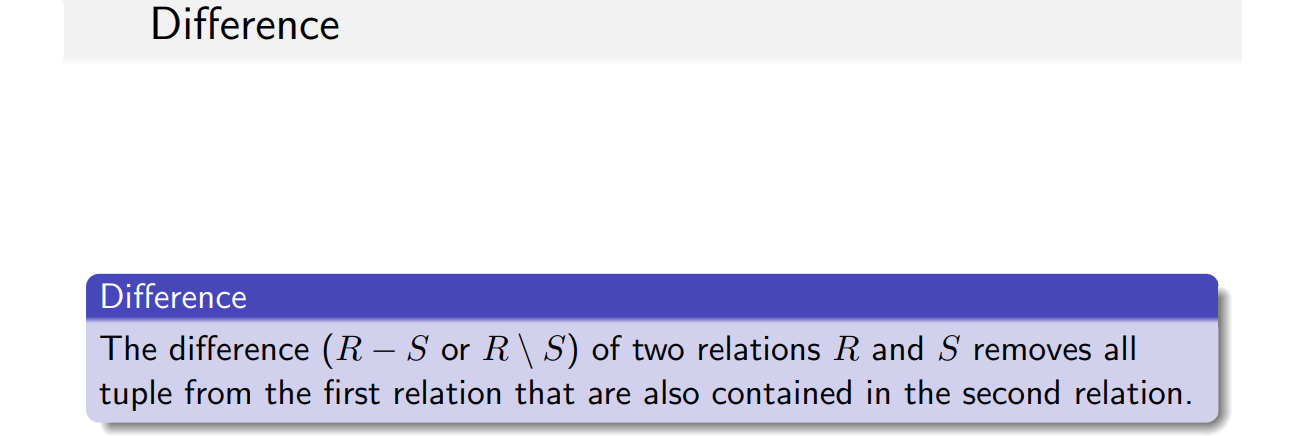 Difference
Difference
The difference (R − S or R \ S) of two relations R and S removes all
tuple from the first relation that are also contained in the second relation.